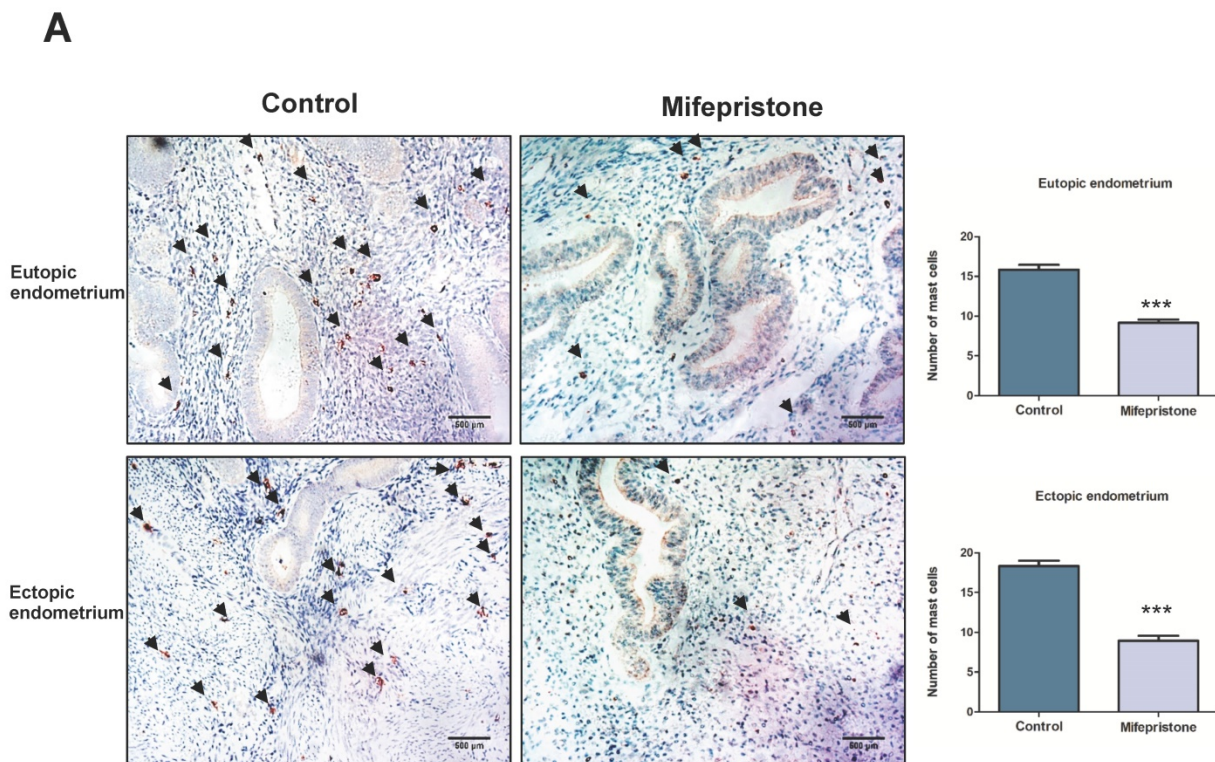 A
Control
Mifepristone
Eutopic
endometrium
500 µm
500 µm
Eutopic endometrium
Number of mast cells
20
15
10
5
0
***
Control
Mifepristone
Ectopic
endometrium
500 µm
500 µm
Ectopic endometrium
Number of mast cells
20
15
10
5
0
***
Control
Mifepristone